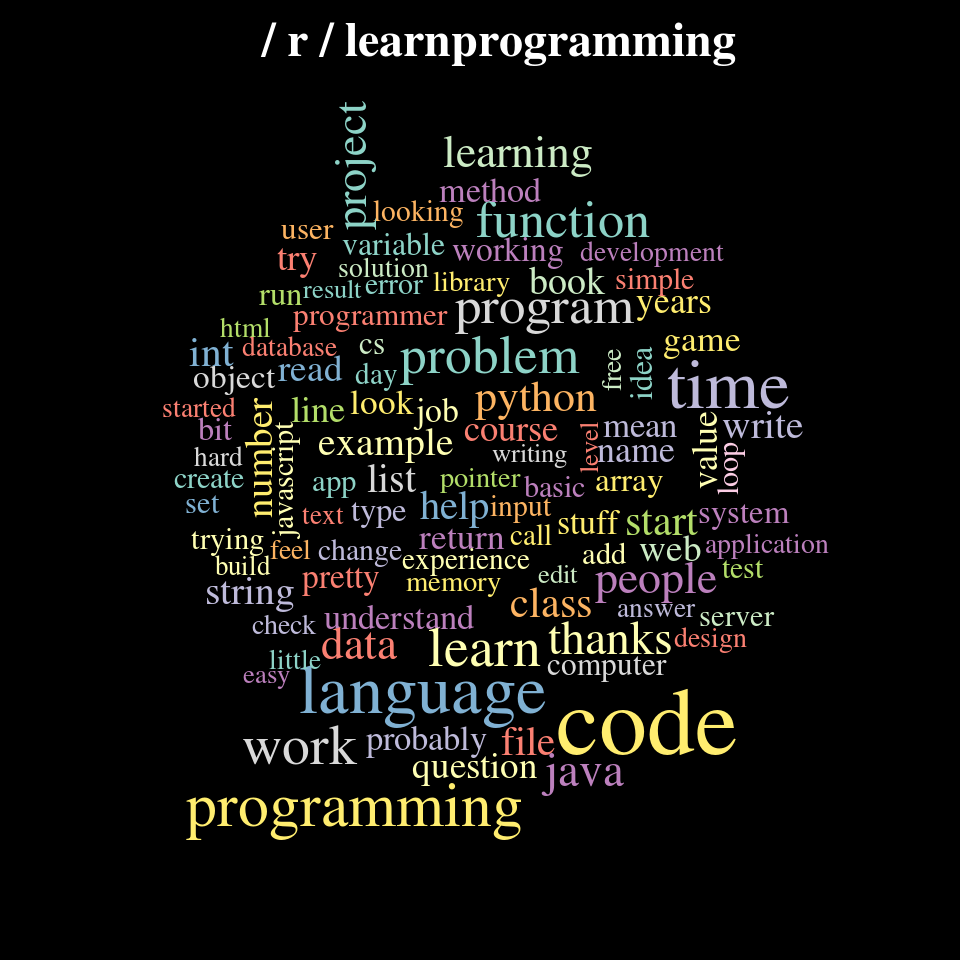 / r / learnprogramming
project
learning
method
looking
function
user
variable
working
development
try
solution
result
error
library
book
simple
run
years
programmer
program
html
database
cs
int
problem
game
object
read
day
free
idea
time
started
line
look
job
python
bit
number
javascript
example
course
level
mean
name
value
write
loop
hard
writing
create
app
list
pointer
basic
array
set
text
type
help
input
stuff
start
system
trying
feel
change
return
call
experience
add
web
application
build
pretty
memory
edit
people
test
string
class
answer
server
check
understand
data
learn
thanks
design
little
easy
computer
language
code
work
probably
file
question
java
programming